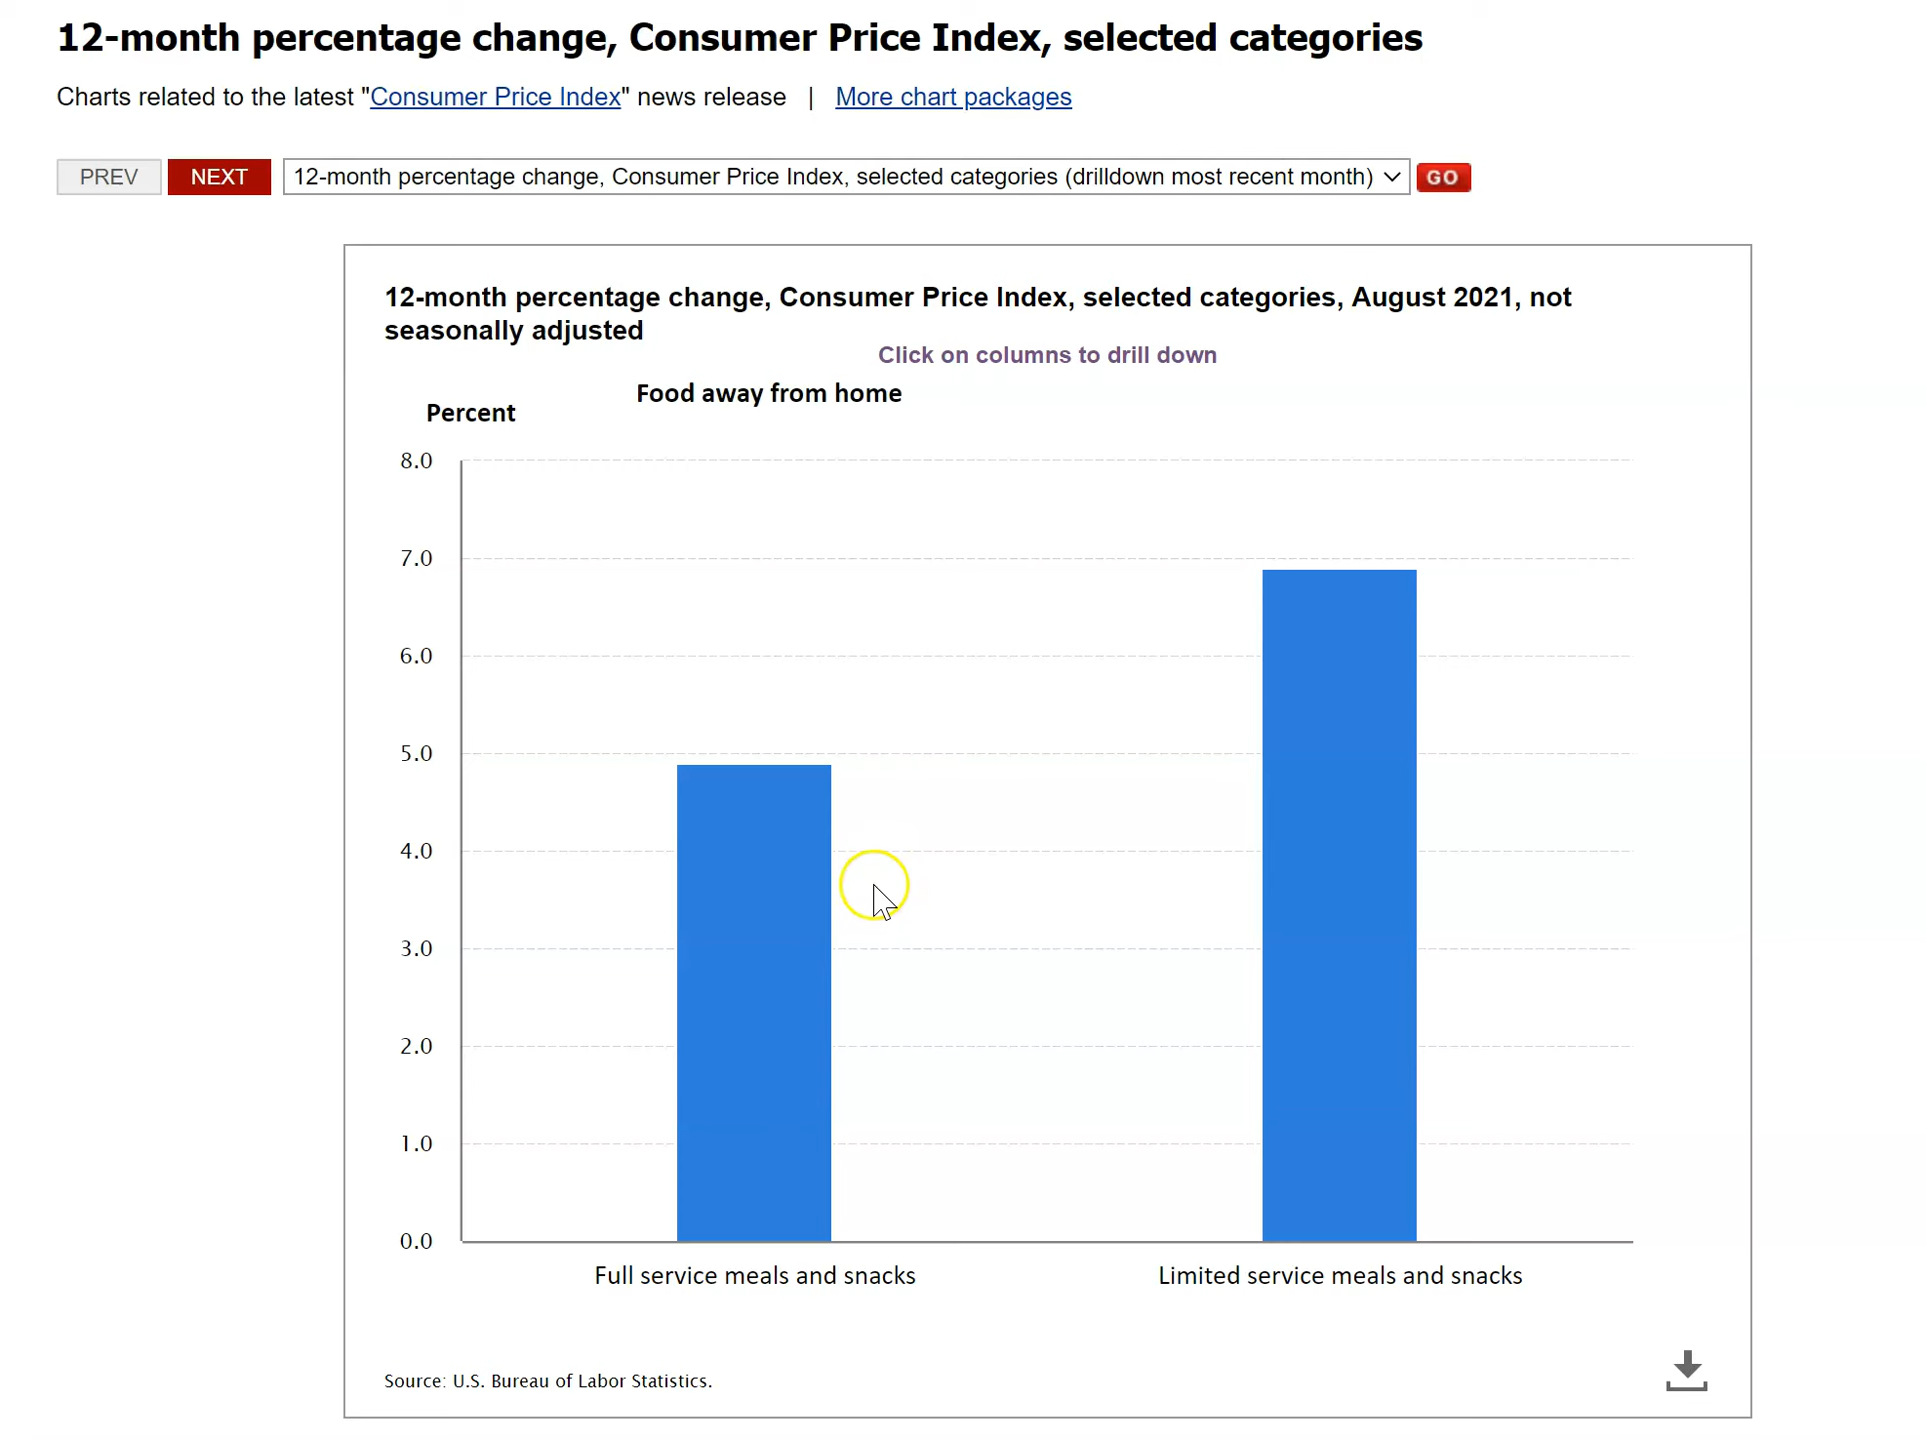 12-month percentage change, Consumer Price Index, selected categories
Charts related to the latest "Consumer Price Index" news release | More chart packages
PREV NEXT 12-month percentage change, Consumer Price Index, selected categories (drilldown most recent month) GO
12-month percentage change, Consumer Price Index, selected categories, August 2021, not
seasonally adjusted
Click on columns to drill down
Food away from home
Percent
8.0
7.0
6.0
5.0
4.0
3.0
2.0
1.0
0.0
Full service meals and snacks Limited service meals and snacks
Source: U.S. Bureau of Labor Statistics.